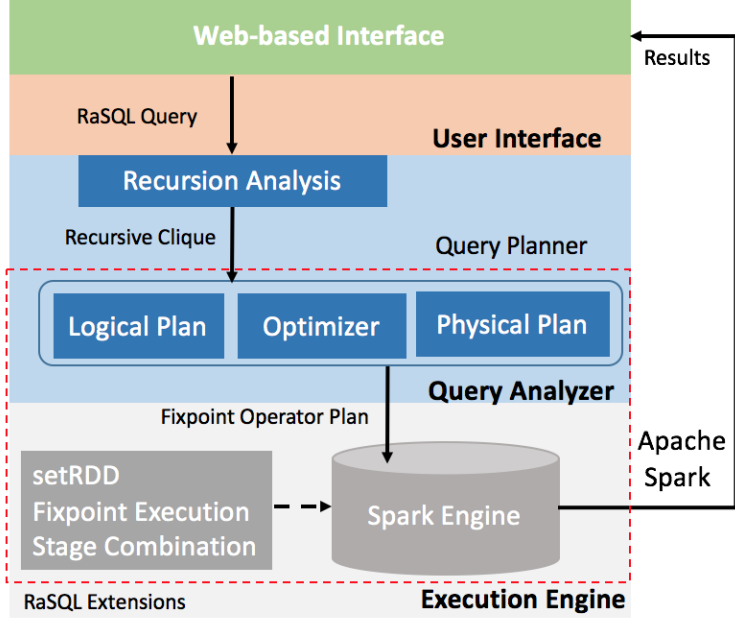 Web-based Interface
Results
RaSQL Query
User Interface
Recursion Analysis
Recursive Clique
Query Planner
Logical Plan
Optimizer
Physical Plan
Query Analyzer
Fixpoint Operator Plan
Apache
Spark
setRDD
Fixpoint Execution
Stage Combination
Spark Engine
RaSQL Extensions
Execution Engine